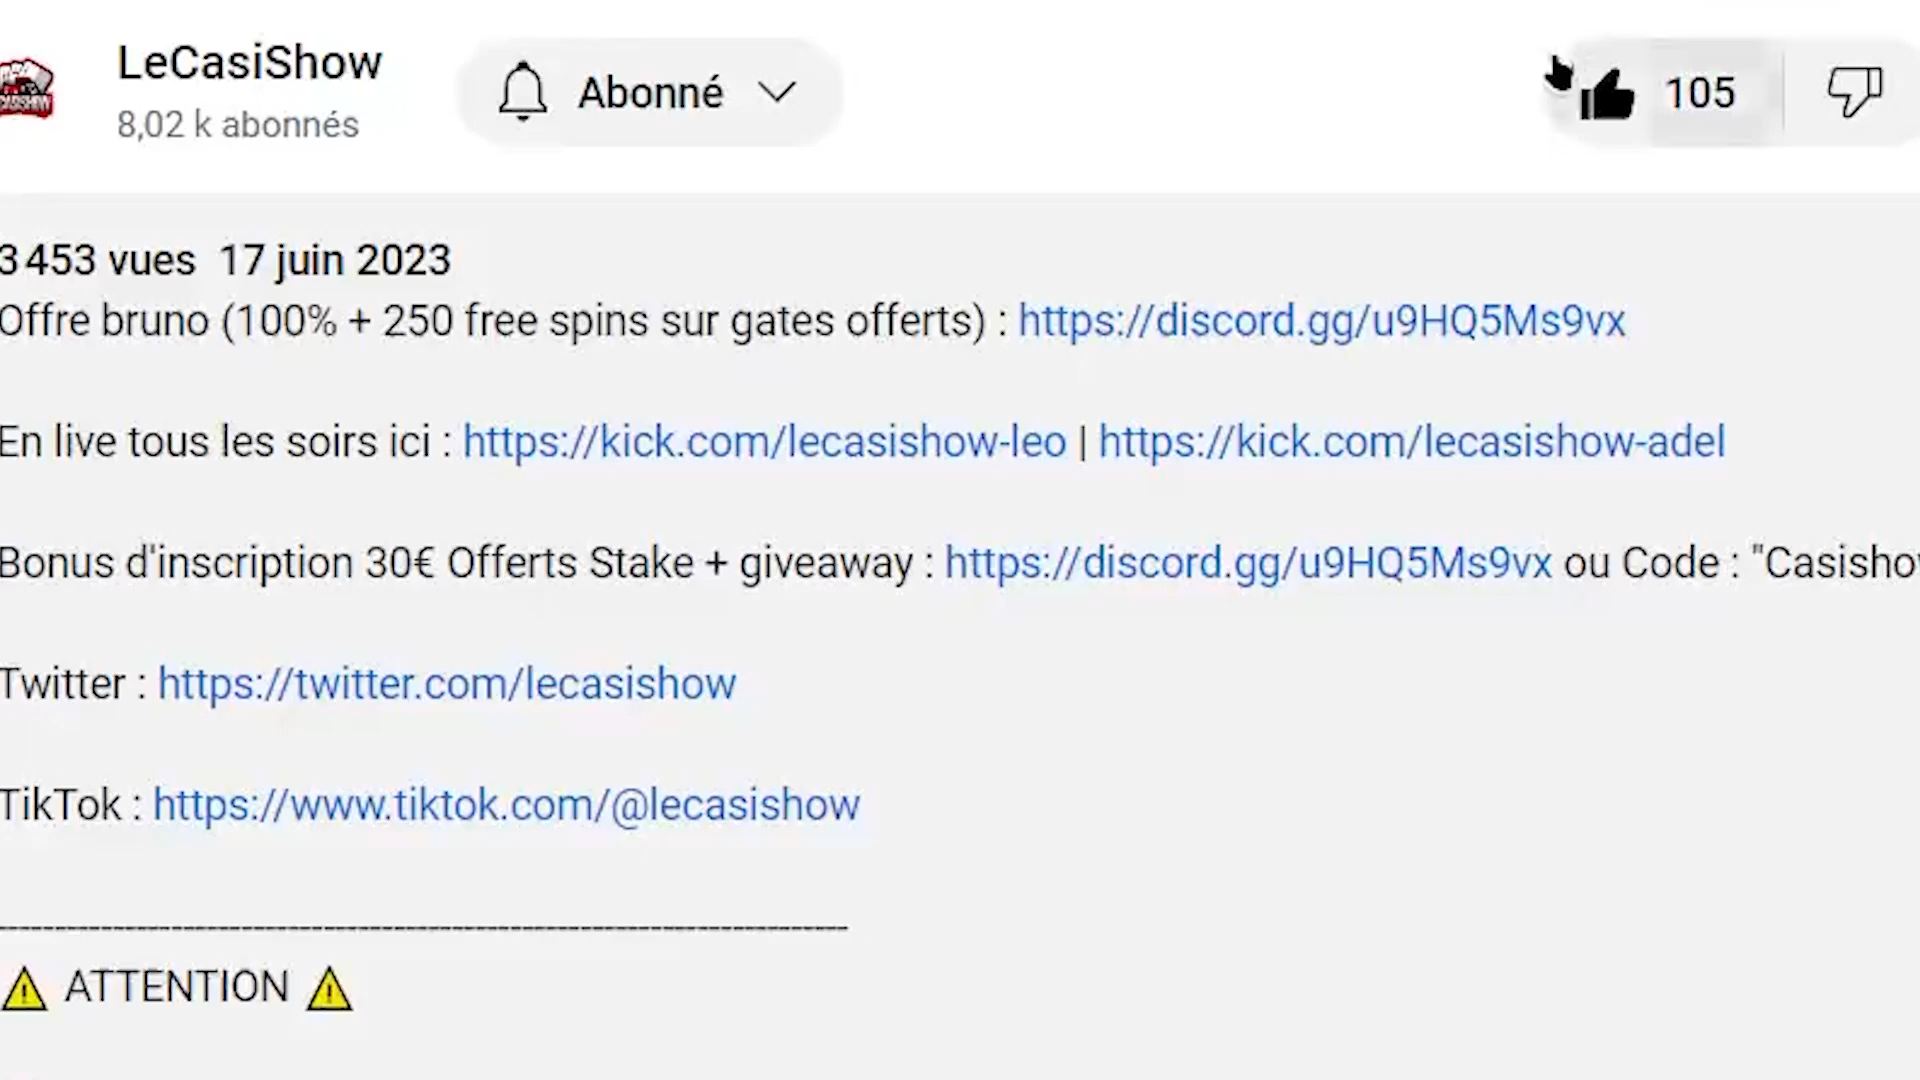 LeCasiShow
8,02 k abonnés
Abonné
105
3 453 vues 17 juin 2023
Offre bruno (100% + 250 free spins sur gates offerts) : https://discord.gg/u9HQ5Ms9vx
En live tous les soirs ici : https://kick.com/lecasishow-leo | https://kick.com/lecasishow-adel
Bonus d'inscription 30€ Offerts Stake + giveaway : https://discord.gg/u9HQ5Ms9vx ou Code : "Casisho
Twitter : https://twitter.com/lecasishow
TikTok : https://www.tiktok.com/@lecasishow
⚠ ATTENTION ⚠